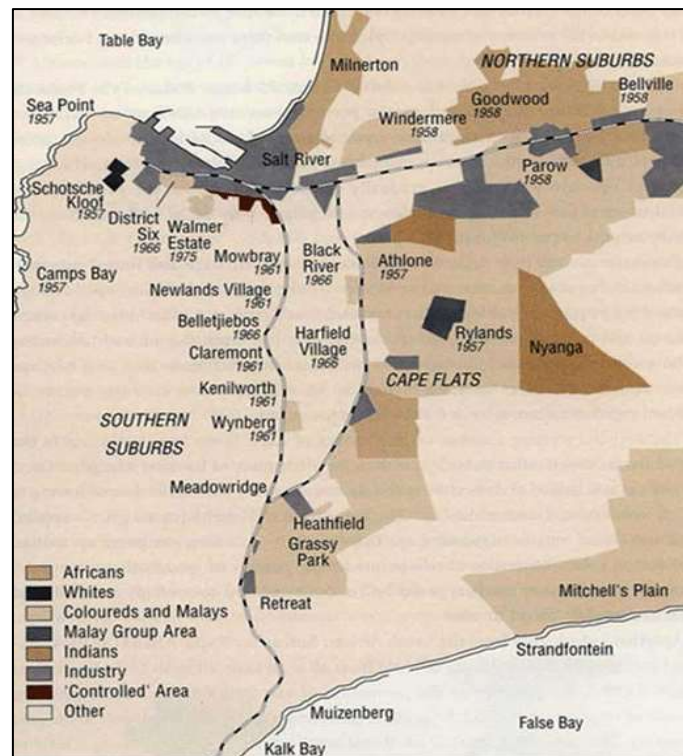 Table Bay
Milnerton
NORTHERN SUBURBS
Bellville
1958
Goodwood
1958
Windermere
1958
Sea Point
1957
Salt River
Parow
1958
Schotsche
Kloof
1957
District
Six
1966
Walmer
Estate
1975
Mowbray
1961
Black
River
1966
Athlone
1957
Camps Bay
1957
Newlands Village
1961
Belletjiebos
1966
Claremont
1961
Harfield
Village
1966
Rylands
1957
Nyanga
Kenilworth
1961
CAPE FLATS
SOUTHERN
SUBURBS
Wynberg
1961
Meadowridge
Heathfield
Grassy
Park
Retreat
Mitchell's Plain
Strandfontein
Muizenberg
False Bay
Kalk Bay
Africans
Whites
Coloureds and Malays
Malay Group Area
Indians
Industry
'Controlled' Area
Other